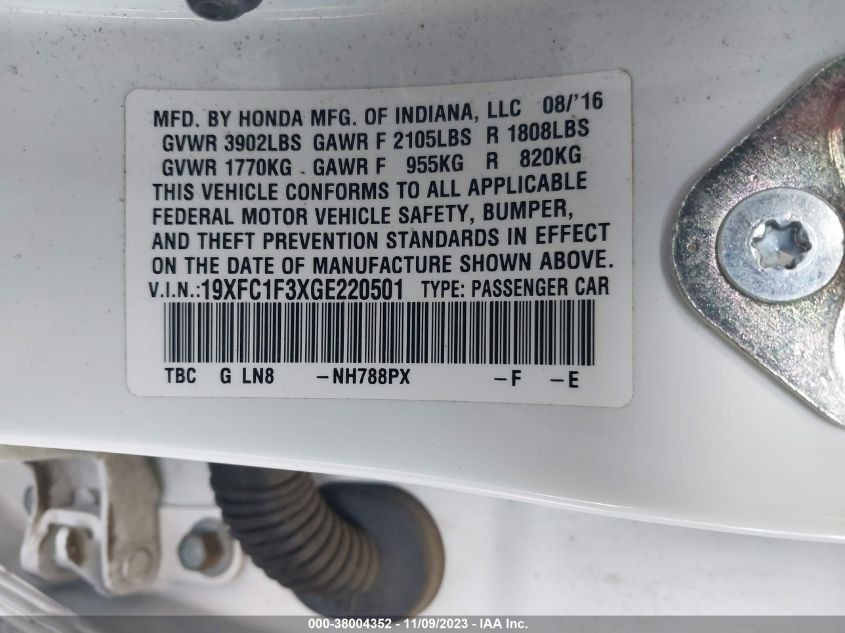 MFD. BY HONDA MFG. OF INDIANA, LLC 08/'16
GVWR 3902LBS GAWR F 2105LBS R 1808LBS
GVWR 1770KG GAWR F 955KG R 820KG
THIS VEHICLE CONFORMS TO ALL APPLICABLE
FEDERAL MOTOR VEHICLE SAFETY, BUMPER,
AND THEFT PREVENTION STANDARDS IN EFFECT
ON THE DATE OF MANUFACTURE SHOWN ABOVE.
V.I.N.:19XFC1F3XGE220501 TYPE: PASSENGER CAR
TBC G LN8 -NH788PX -F -E
000-38004352 - 11/09/2023 - IAA Inc.